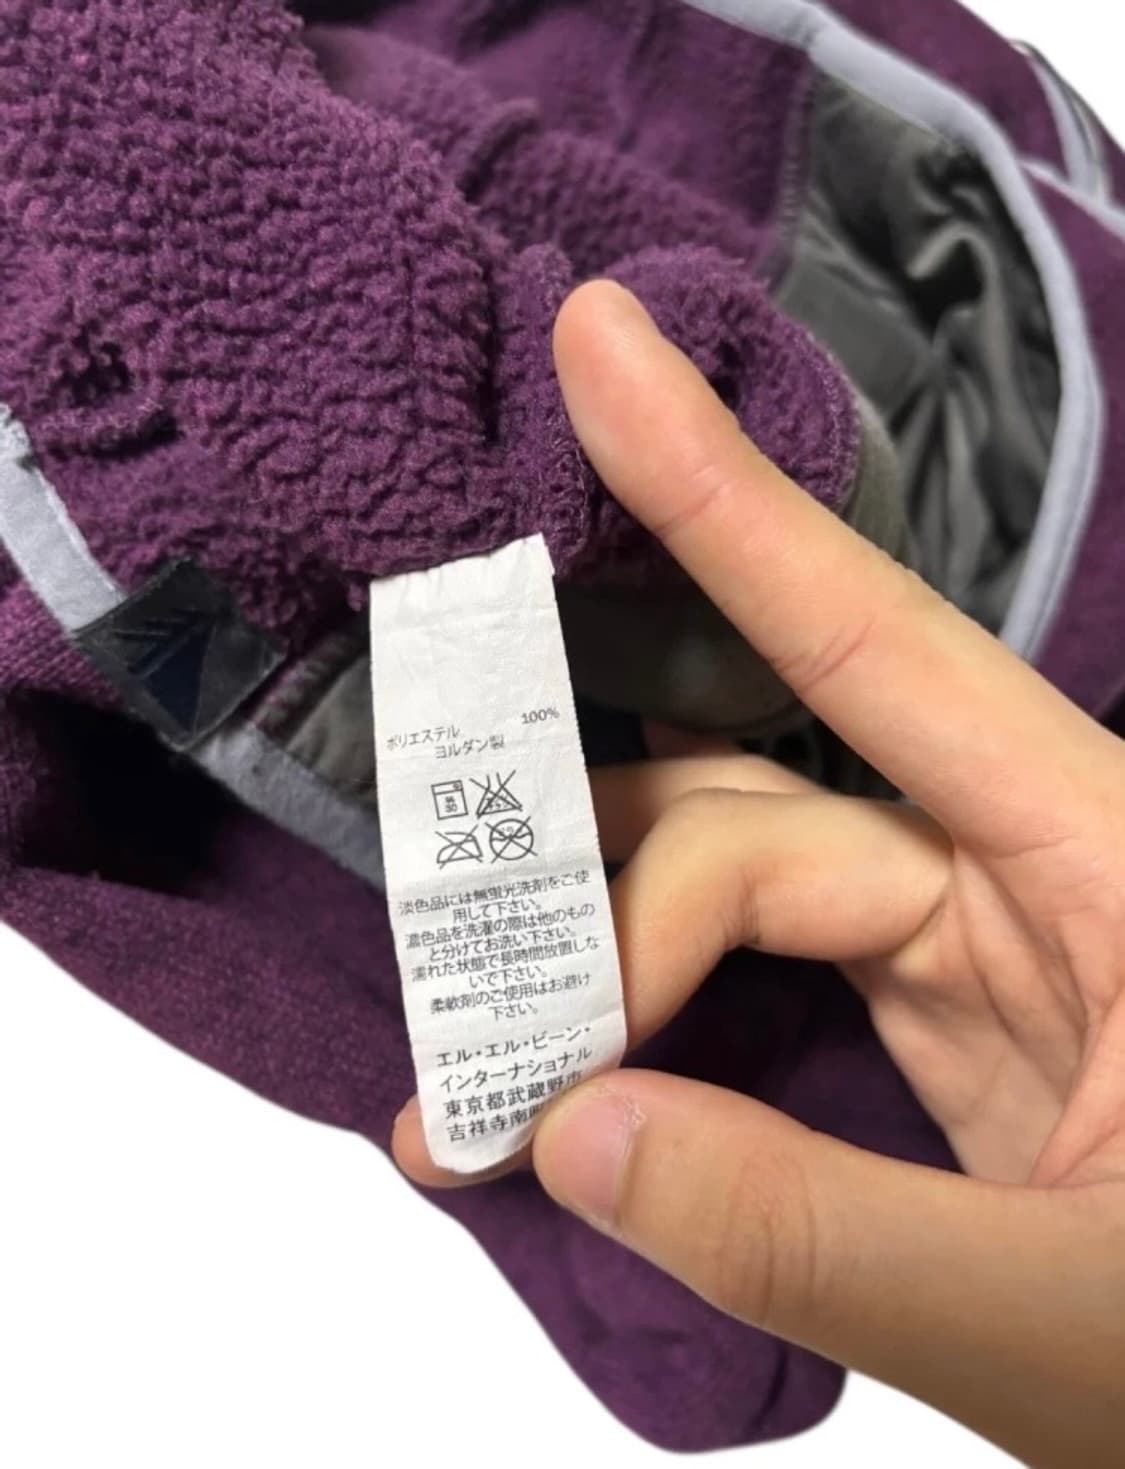 100%
ポリエステル
ヨルダン製
30
淡色品には無蛍光洗剤をご使
用して下さい。
濃色品を洗濯の際は他のもの
と分けてお洗い下さい。
濡れた状態で長時間放置しな
いで下さい。
柔軟剤のご使用はお避け
下さい。
エル・エル・ビーン・
インターナショナル
東京都武蔵野市
吉祥寺南